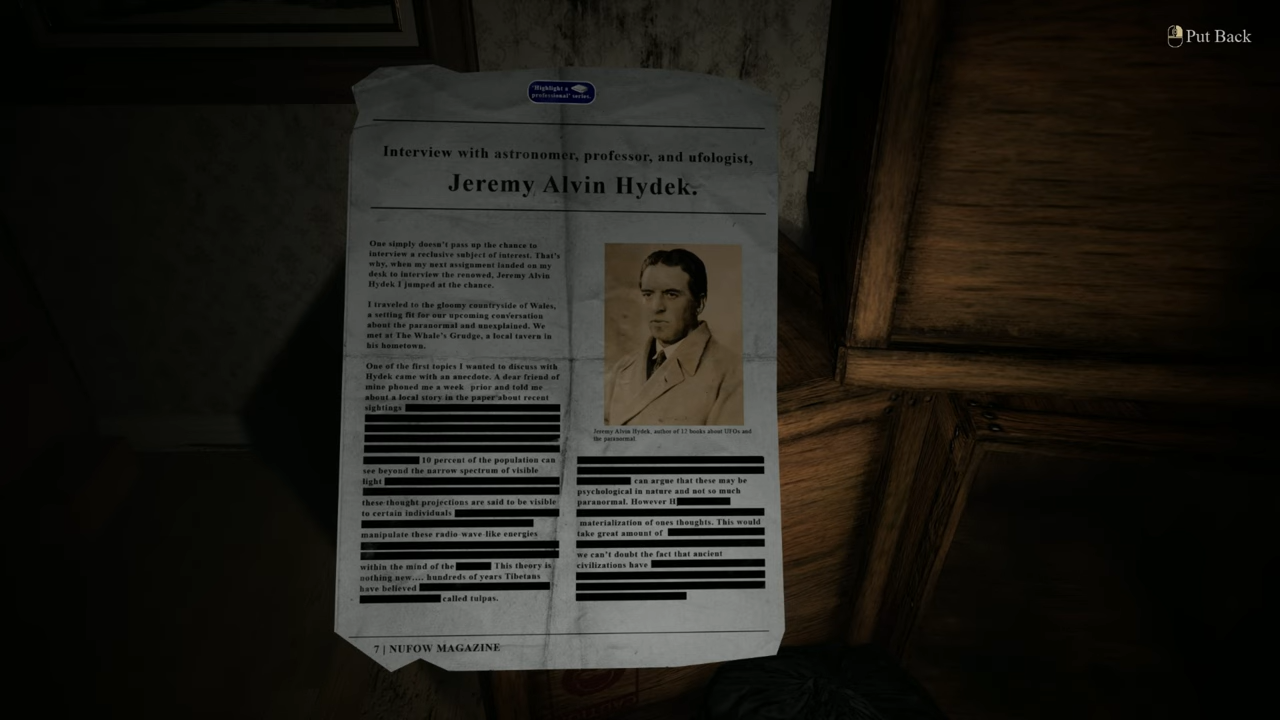 Put Back
"Highlight a
professional" series.
Interview with astronomer, professor, and ufologist,
Jeremy Alvin Hydek.
One simply doesn't pass up the chance to
interview a reclusive subject of interest. That's
why, when my next assignment landed on my
desk to interview the renowed, Jeremy Alvin
Hydek I jumped at the chance.
I traveled to the gloomy countryside of Wales,
a setting fit for our upcoming conversation
about the paranormal and unexplained. We
met at The Whale's Grudge, a local tavern in
his hometown.
One of the first topics I wanted to discuss with
Hydek came with an anecdote. A dear friend of
mine phoned me a week prior and told me
about a local story in the paper about recent
sightings
10 percent of the population can
see beyond the narrow spectrum of visible
light
these thought projections are said to be visible
to certain individuals
manipulate these radio-wave-like energies
within the mind of the This theory is
nothing new.... hundreds of years Tibetans
have believed
called tulpas.
Jeremy Alvin Hydek, author of 12 books about UFOs and
the paranormal.
can argue that these may be
psychological in nature and not so much
paranormal. However H
materialization of ones thoughts. This would
take great amount of
we can't doubt the fact that ancient
civilizations have
7 | NUFOW MAGAZINE